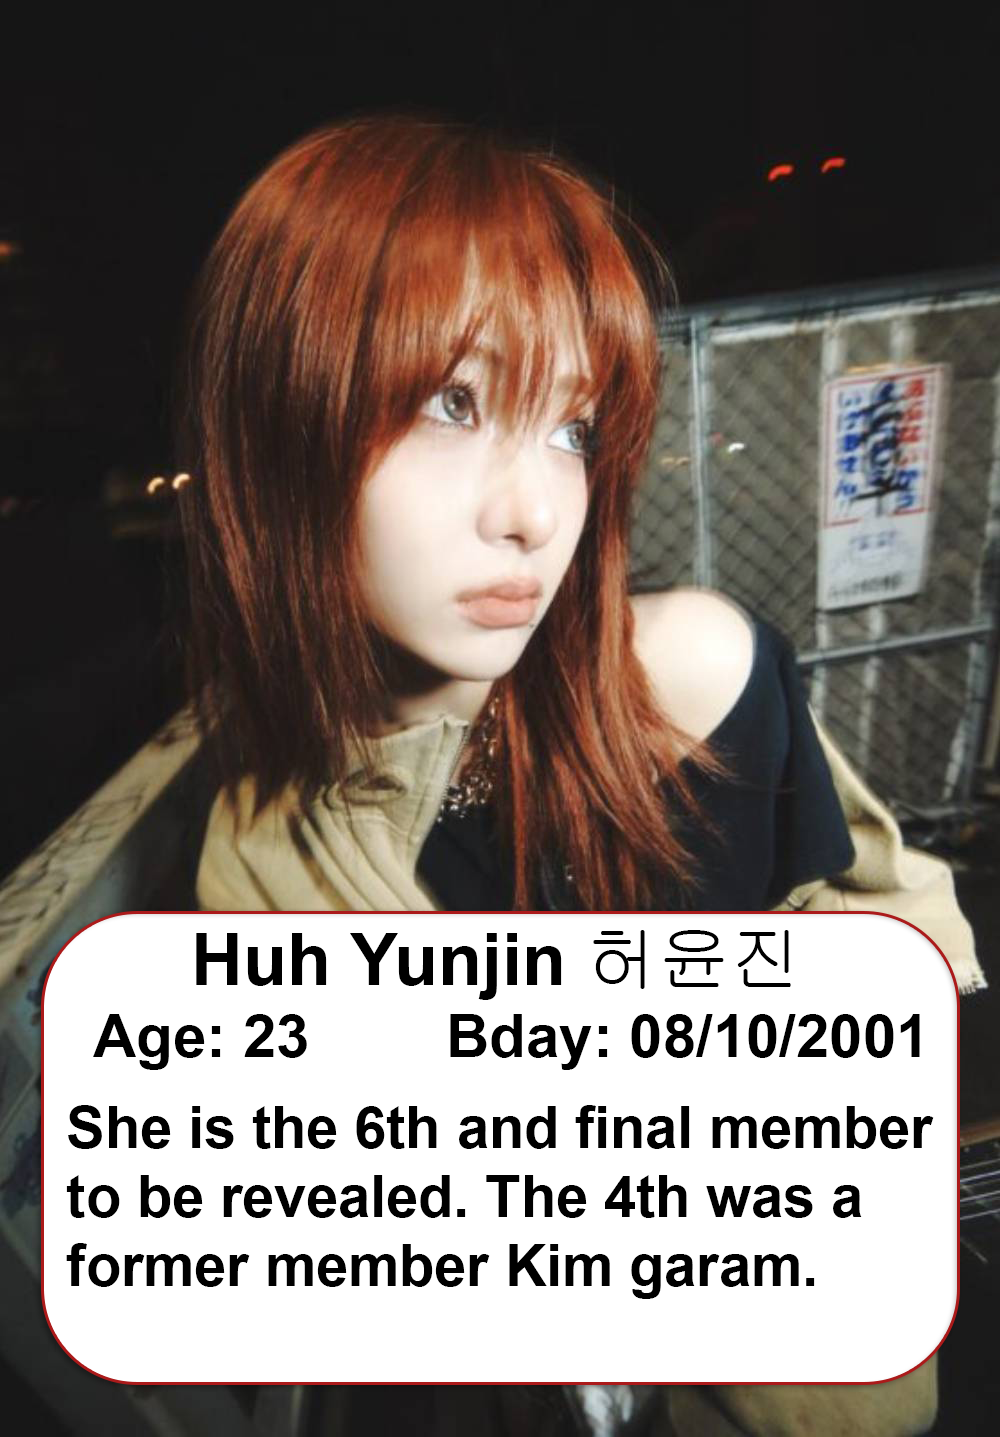 Huh Yunjin 허윤진
Age: 23 Bday: 08/10/2001
She is the 6th and final member
to be revealed. The 4th was a
former member Kim garam.